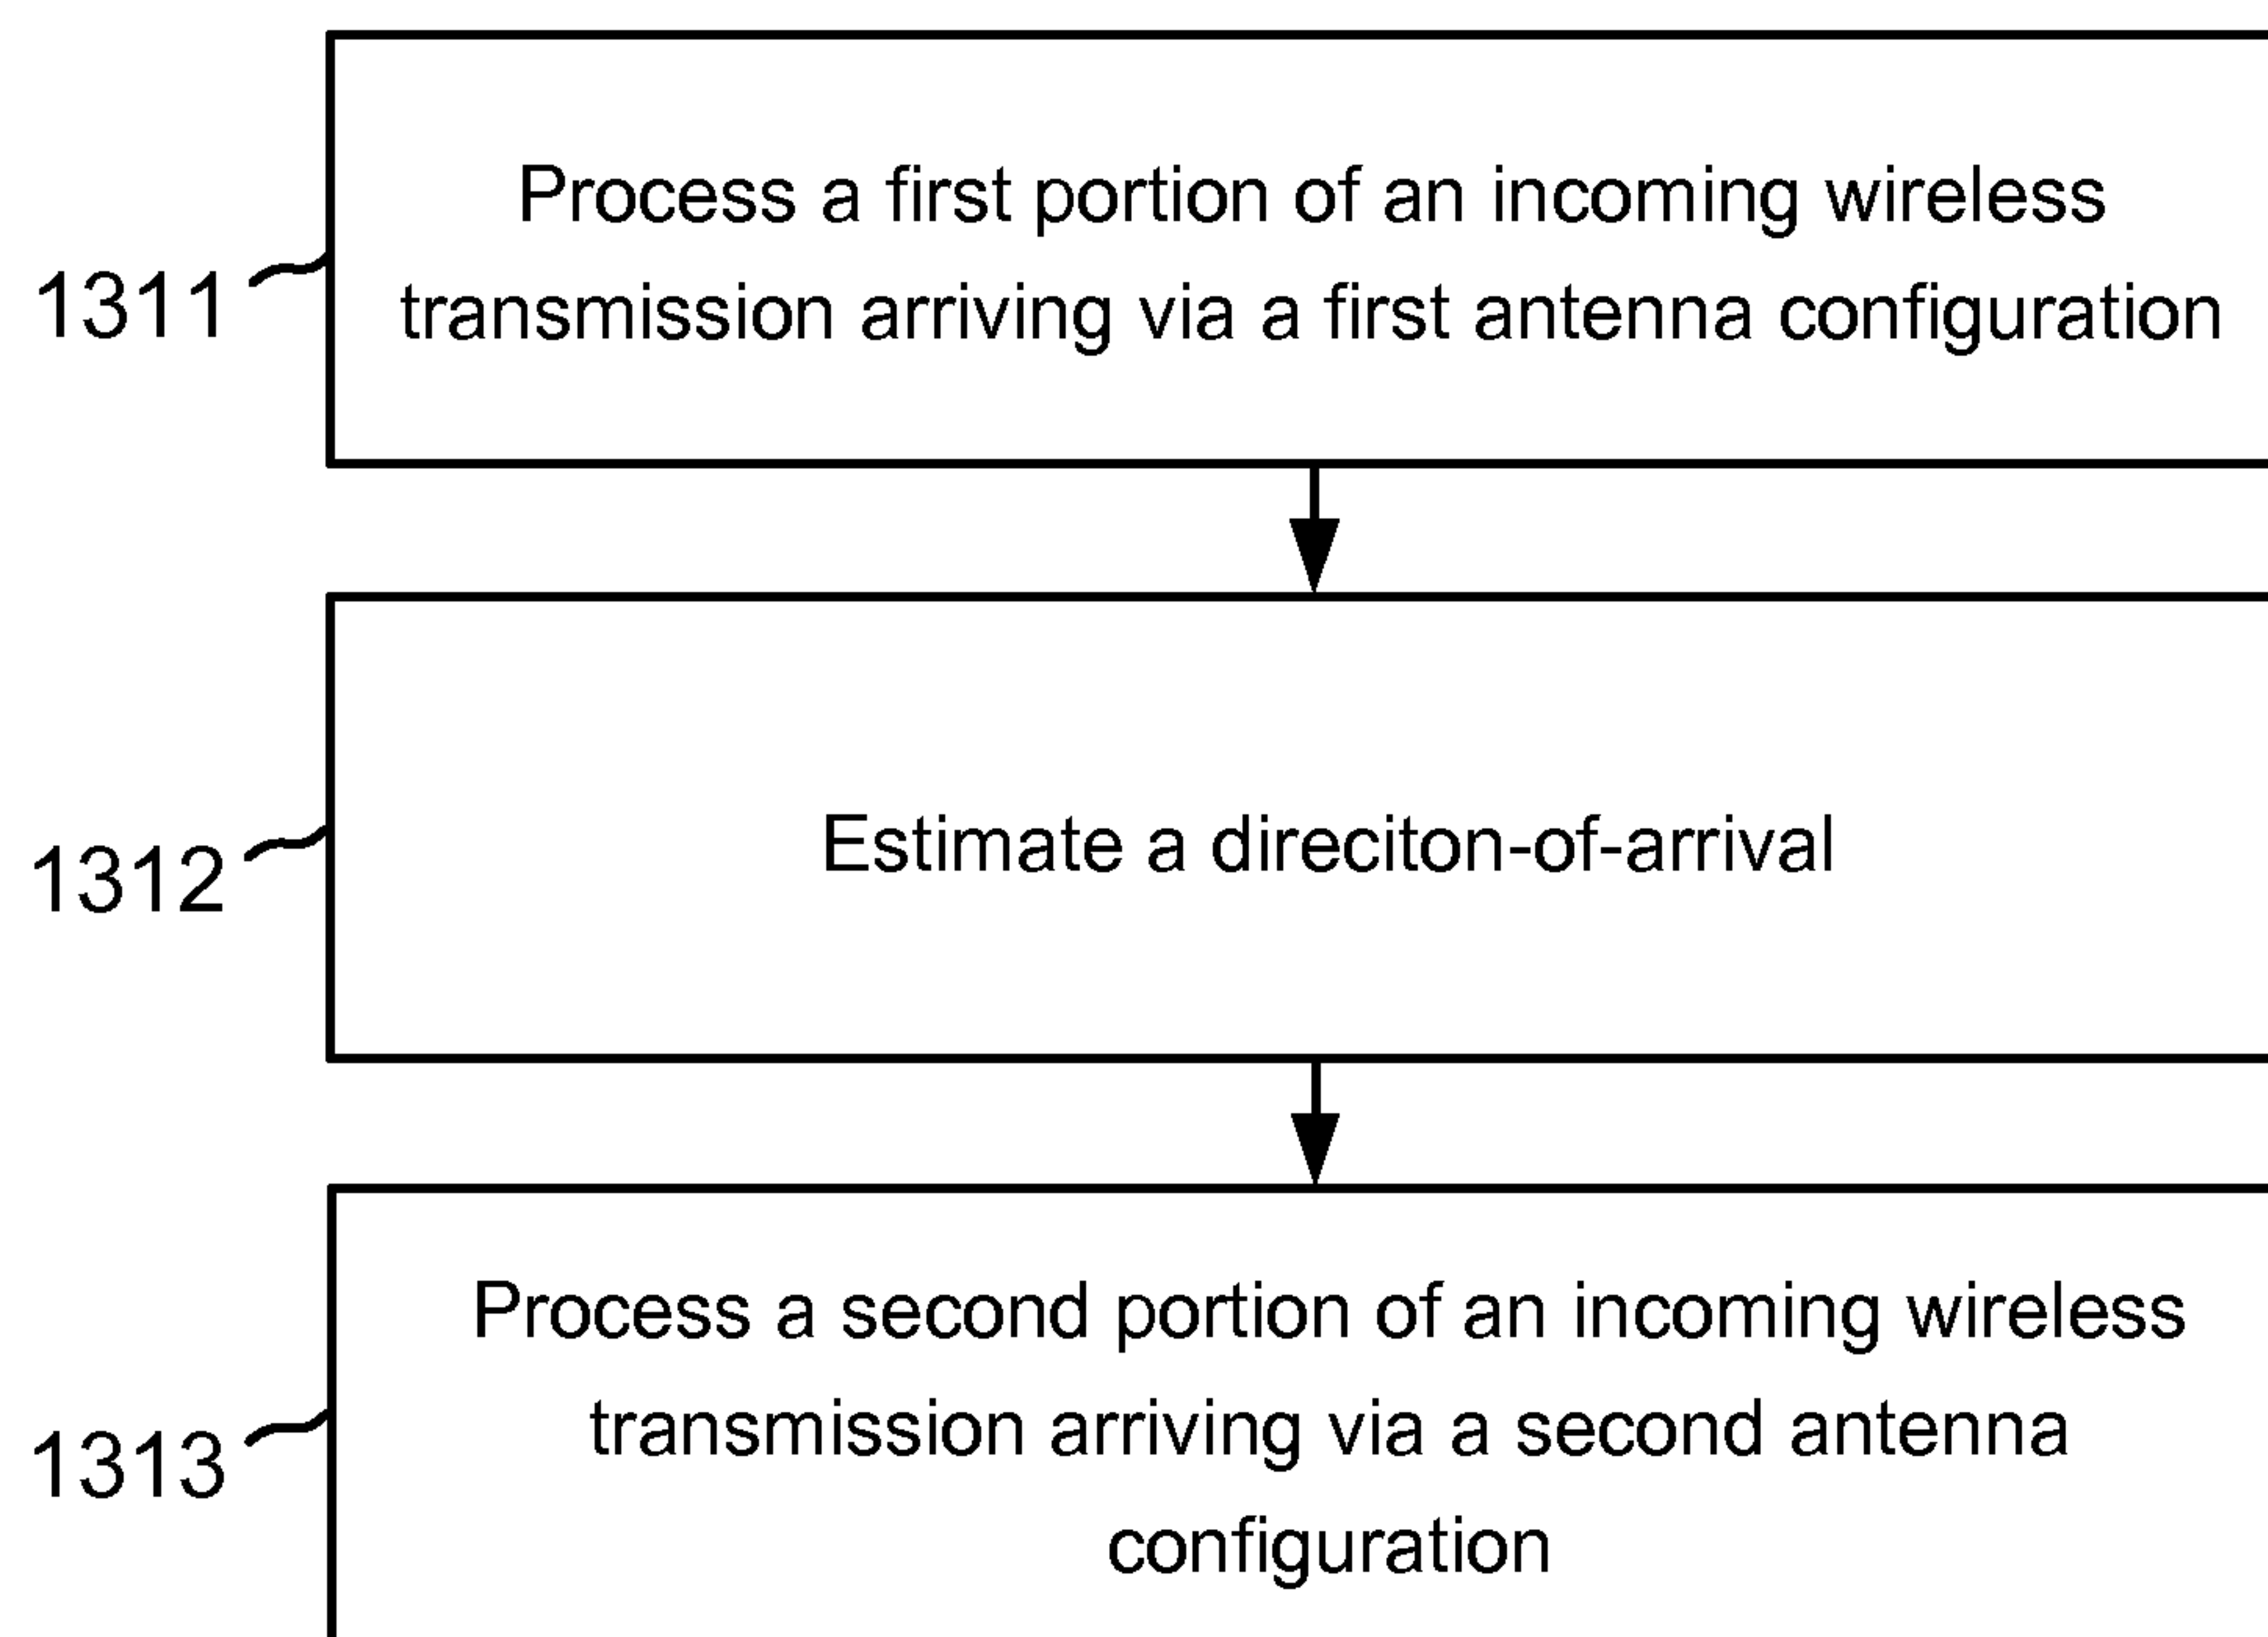 Process a first portion of an incoming wireless
transmission arriving via a first antenna configuration
1311
Estimate a direciton-of-arrival
1312
Process a second portion of an incoming wireless
transmission arriving via a second antenna
configuration
1313